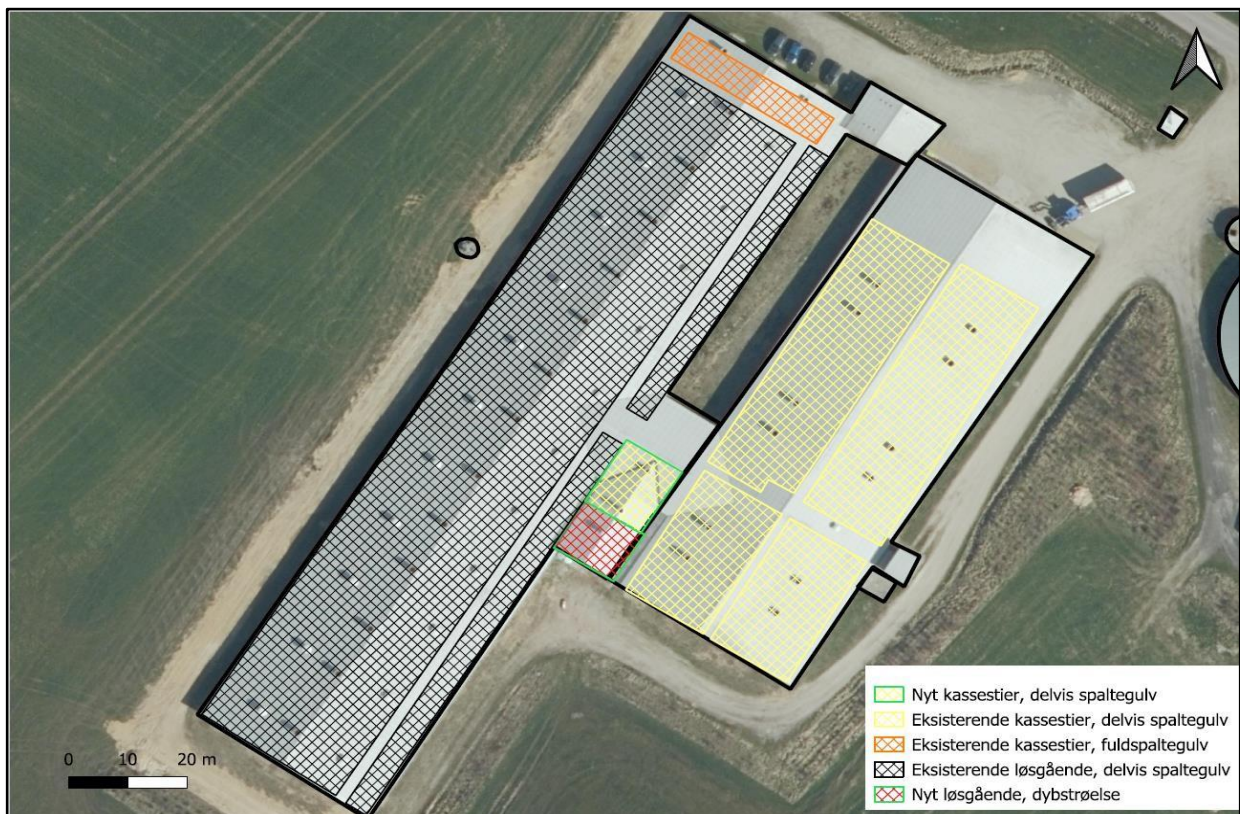 Nyt kassestier, delvis spaltegulv
Eksisterende kassestier, delvis spaltegulv
Eksisterende kassestier, fuldspaltegulv
Eksisterende løsgående, delvis spaltegulv
Nyt løsgående, dybstrøelse
0 10 20 m